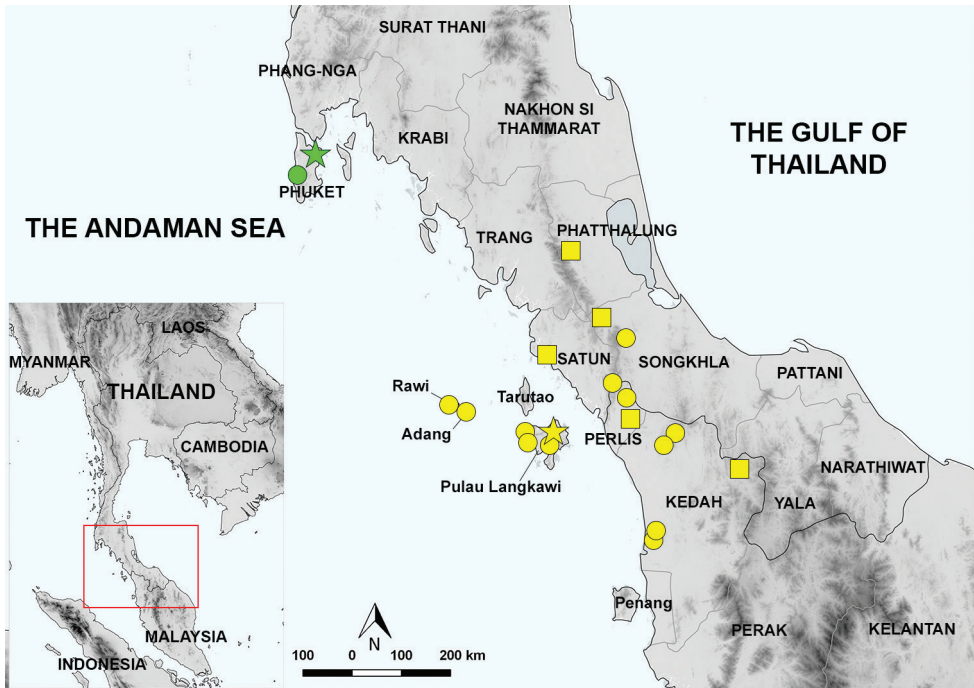 SURAT THANI
PHANG-NGA
NAKHON SI
THAMMARAT
KRABI
THE GULF OF
THAILAND
PHUKET
THE ANDAMAN SEA
TRANG
PHATTHALUNG
SATUN
SONGKHLA
PATTANI
Rawi
Tarutao
Adang
PERLIS
NARATHIWAT
Pulau Langkawi
KEDAH
YALA
Penang
PERAK
KELANTAN
LAOS
MYANMAR
THAILAND
CAMBODIA
MALAYSIA
INDONESIA
N
100 0 100 200 km